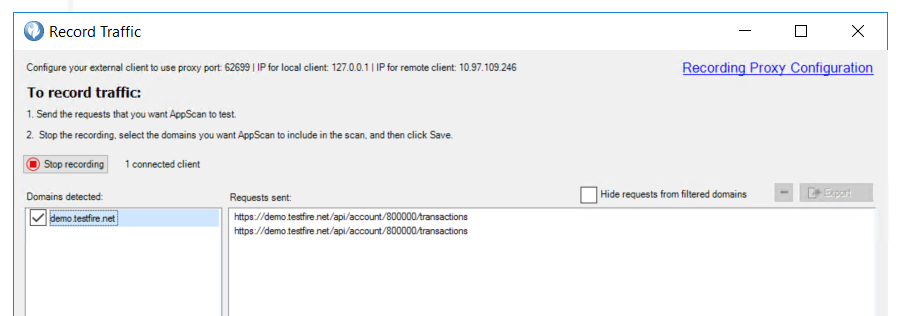 Record Traffic
Configure your external client to use proxy port: 62699 | IP for local client: 127.0.0.1 | IP for remote client: 10.97.109.246
Recording Proxy Configuration
To record traffic:
1. Send the requests that you want AppScan to test.
2. Stop the recording, select the domains you want AppScan to include in the scan, and then click Save.
Stop recording
1 connected client
Domains detected:
Requests sent:
Hide requests from filtered domains
Export
demo.testfire.net
https://demo.testfire.net/api/account/800000/transactions
https://demo.testfire.net/api/account/800000/transactions